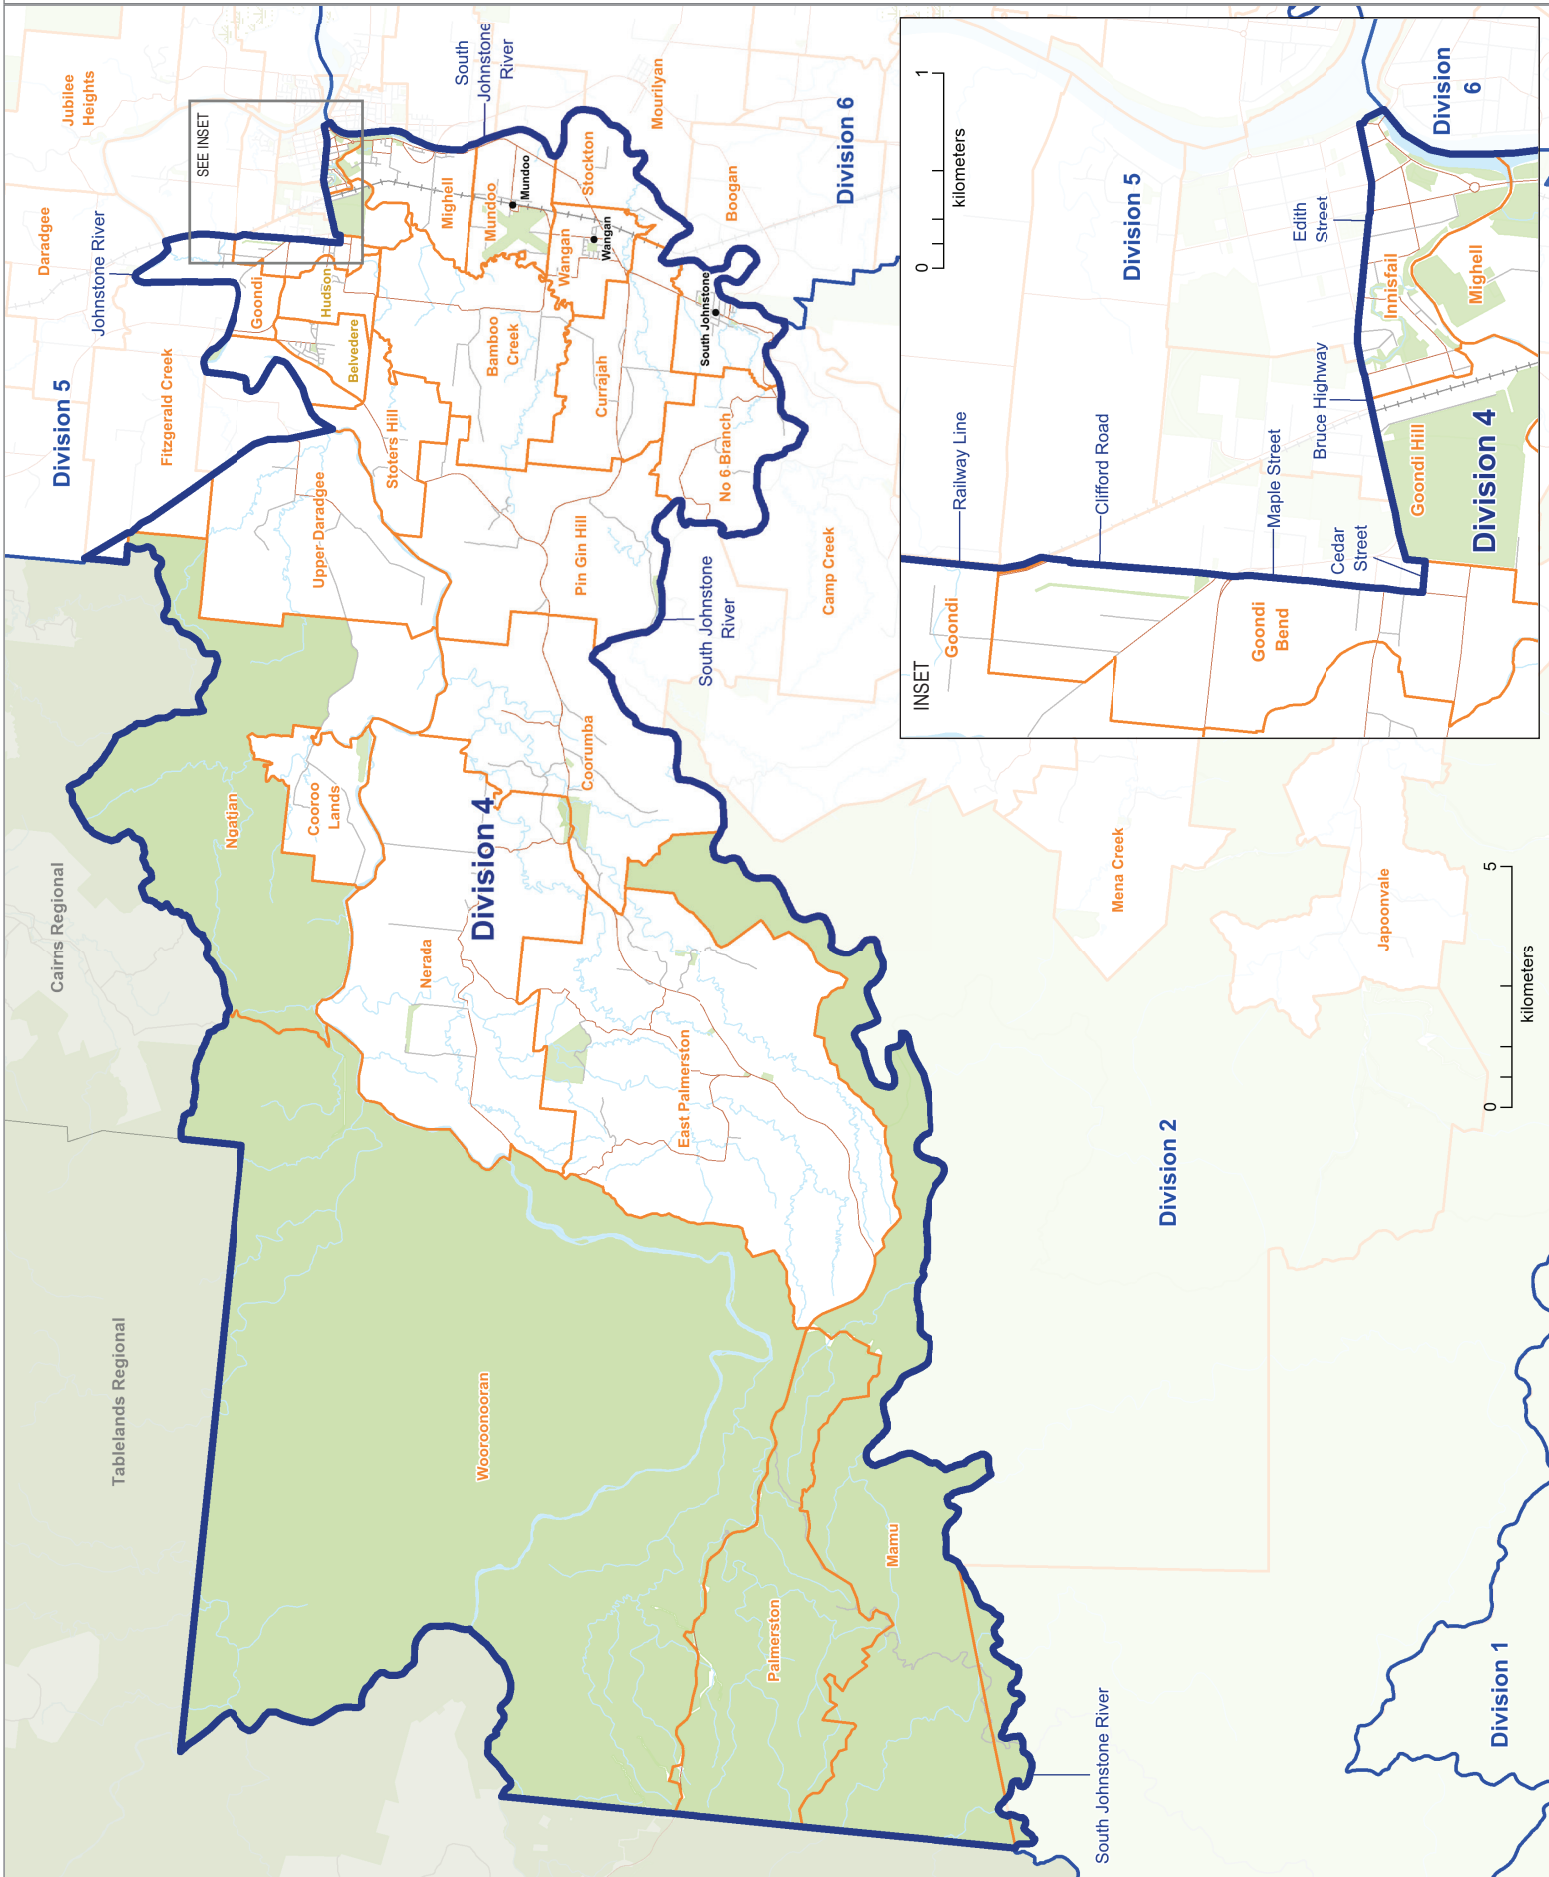 Jubilee
Heights
SEE INSET
South
Johnstone
River
Mourilyan
Division 6
Daradgee
Johnstone River
Goondi
Hudson
Belvedere
Mighell
Mundoo
Mundoo
Stockton
Wangan
Wangan
Boogan
South Johnstone
Division 5
Fitzgerald Creek
Stoters Hill
Bamboo
Creek
Currajah
No 6 Branch
Upper Daradgee
Pin Gin Hill
Camp Creek
South Johnstone
River
Ngatjan
Cooroo
Lands
Coorumba
Division 4
Cairns Regional
Nerada
East Palmerston
Mena Creek
Japoonvale
Tablelands Regional
Wooroonooran
Division 2
Mamu
Palmerston
South Johnstone River
Division 1
0
5
kilometers
INSET
0
1
kilometers
Division 5
Division
6
Edith
Street
Innisfail
Mighell
Bruce Highway
Railway Line
Clifford Road
Maple Street
Cedar
Street
Goondi Hill
Division 4
Goondi
Goondi
Bend